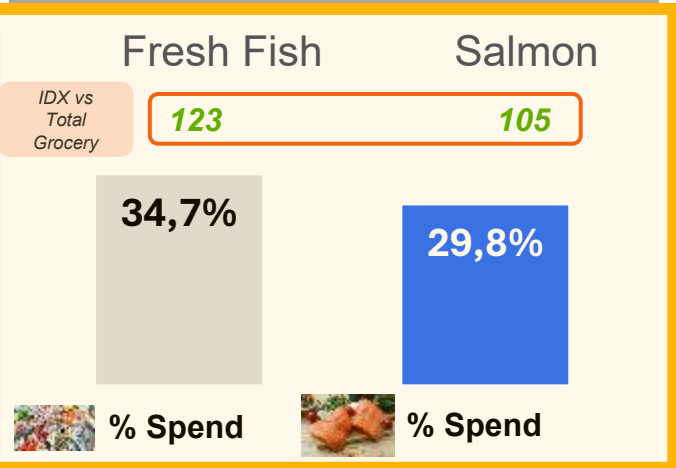 Fresh Fish
Salmon
IDX vs
Total
Grocery
123
105
34,7%
29,8%
% Spend
% Spend